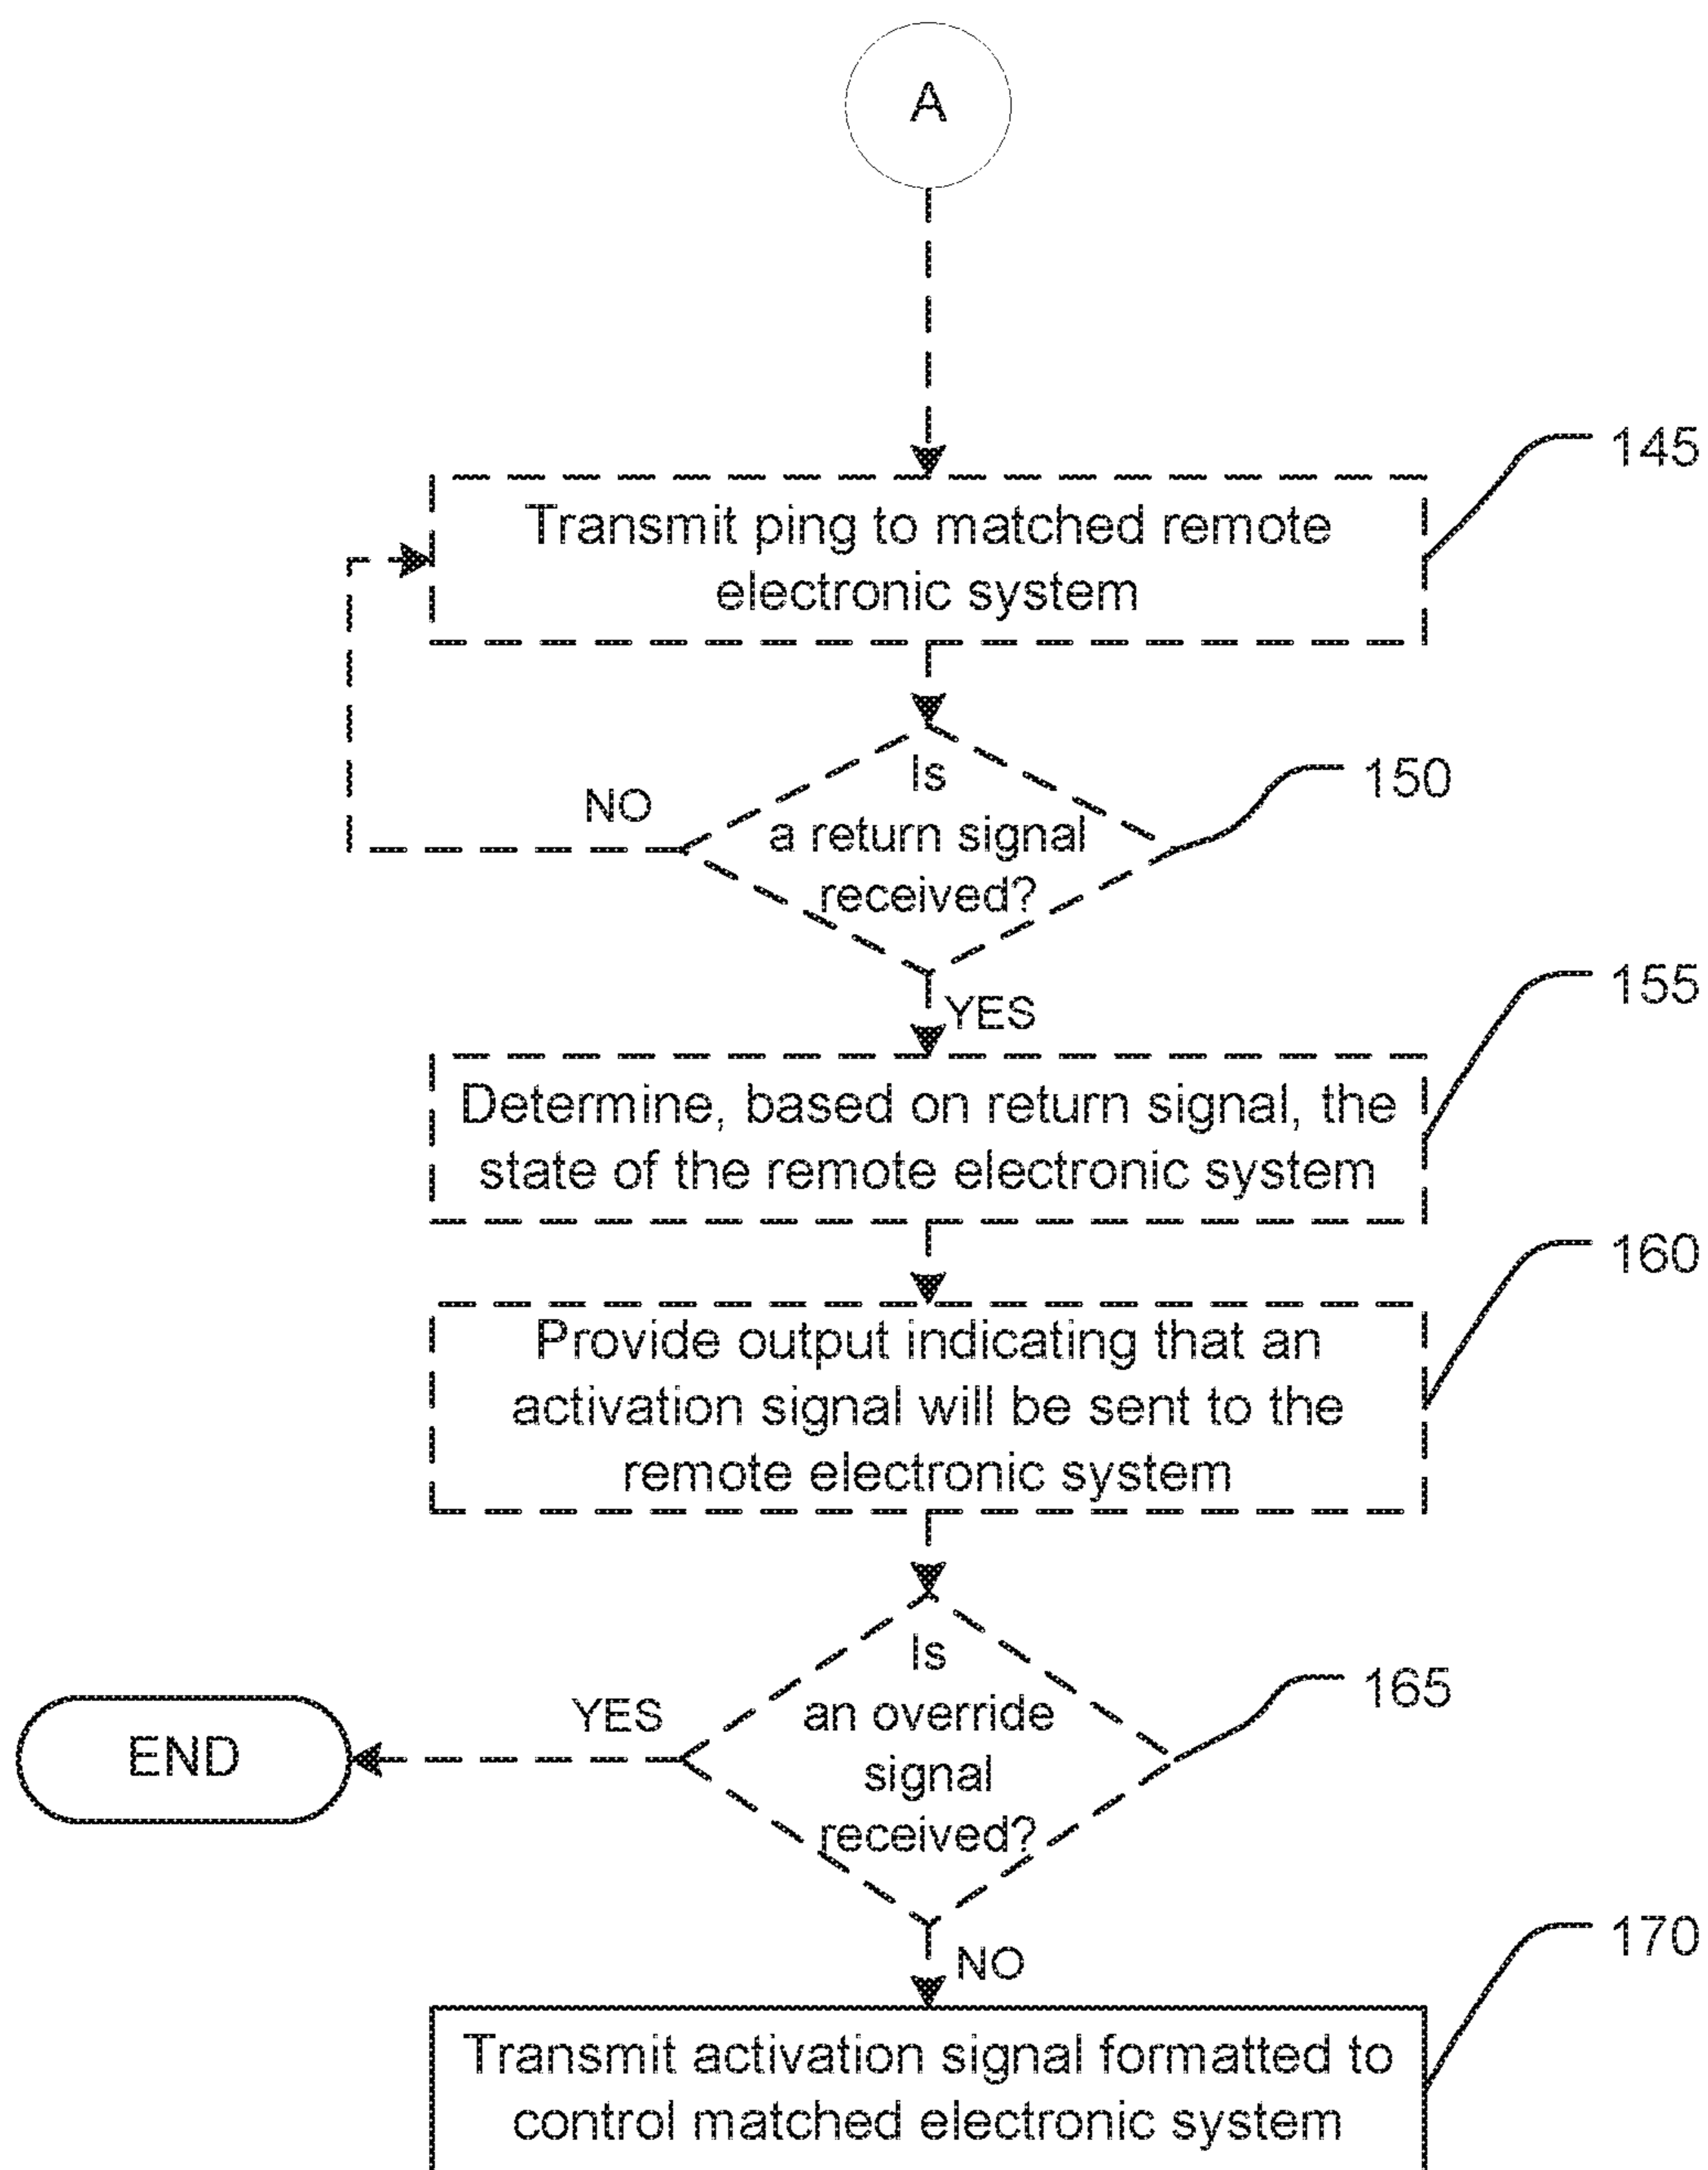 A
145
Transmit ping to matched remote
electronic system
150
NO
Is
a return signal
received?
YES
155
Determine, based on return signal, the
state of the remote electronic system
160
Provide output indicating that an
activation signal will be sent to the
remote electronic system
165
YES
Is
an override
signal
received?
END
NO
170
Transmit activation signal formatted to
control matched electronic system